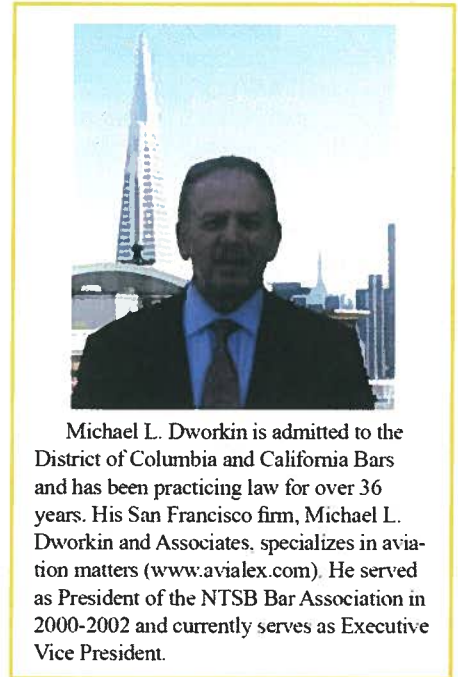 Michael L. Dworkin is admitted to the
District of Columbia and California Bars
and has been practicing law for over 36
years. His San Francisco firm, Michael L.
Dworkin and Associates, specializes in avia-
tion matters (www.avialex.com). He served
as President of the NTSB Bar Association in
2000-2002 and currently serves as Executive
Vice President.